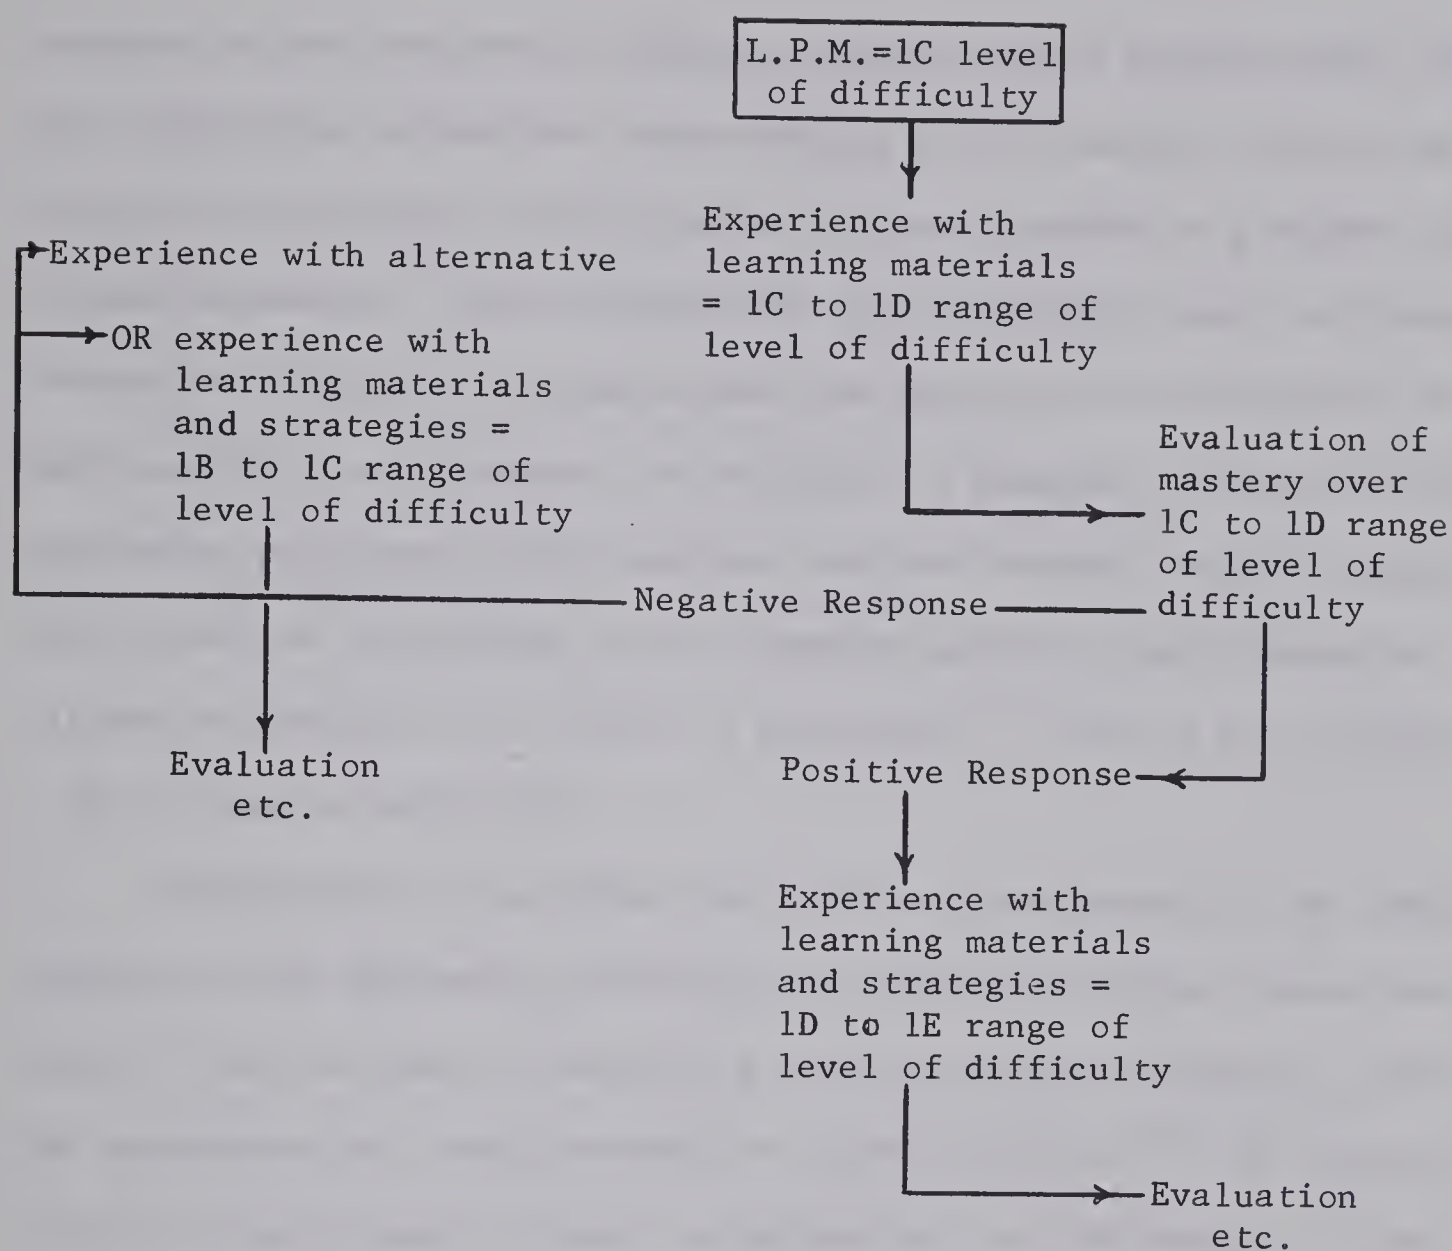 L.P.M.=1C level
of difficulty
Experience with
learning materials
= 1C to 1D range of
level of difficulty
Experience with alternative
OR experience with
learning materials
and strategies =
1B to 1C range of
level of difficulty
Evaluation of
mastery over
1C to 1D range
of level of
difficulty
Negative Response
Evaluation
etc.
Positive Response
Experience with
learning materials
and strategies =
1D to 1E range of
level of difficulty
Evaluation
etc.